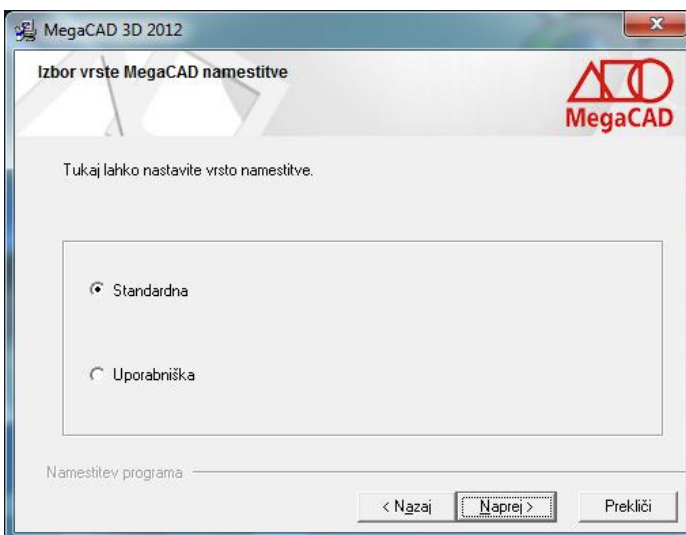 MegaCAD 3D 2012
Izbor vrste MegaCAD namestitve
MegaCAD
Tukaj lahko nastavite vrsto namestitve.
Standardna
Uporabniška
Namestitev programa
< Nazaj Naprej > Prekliči